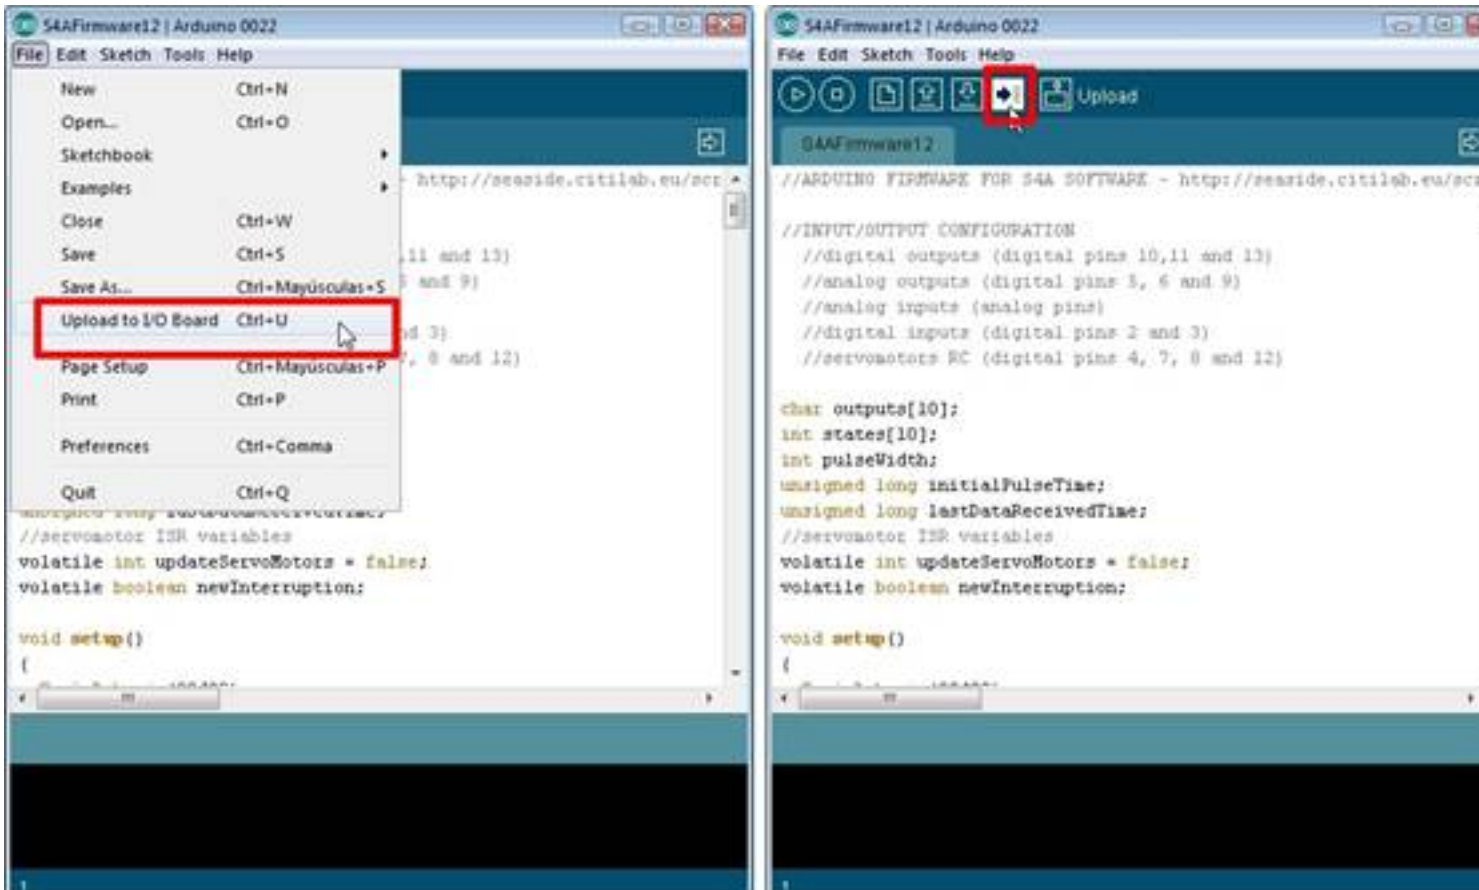 S4AFirmware12 | Arduino 0022
File Edit Sketch Tools Help
New Ctrl+N
Open... Ctrl+O
Sketchbook
Examples
Close Ctrl+W
Save Ctrl+S
Save As... Ctrl+Mayúsculas+S
Upload to I/O Board Ctrl+U
Page Setup Ctrl+Mayúsculas+P
Print Ctrl+P
Preferences Ctrl+Comma
Quit Ctrl+Q
- http://seaside.citilab.eu/scr
,11 and 13)
and 9)
3)
, 8 and 12)
//servomotor ISR variables
volatile int updateServoMotors = false;
volatile boolean newInterruption;
void setup()
{
S4AFirmware12 | Arduino 0022
File Edit Sketch Tools Help
Upload
S4AFirmware12
//ARDUINO FIRMWARE FOR S4A SOFTWARE - http://seaside.citilab.eu/scr
//INPUT/OUTPUT CONFIGURATION
//digital outputs (digital pins 10,11 and 13)
//analog outputs (digital pins 5, 6 and 9)
//analog inputs (analog pins)
//digital inputs (digital pins 2 and 3)
//servomotors RC (digital pins 4, 7, 8 and 12)
char outputs[10];
int states[10];
int pulseWidth;
unsigned long initialPulseTime;
unsigned long lastDataReceivedTime;
//servomotor ISR variables
volatile int updateServoMotors = false;
volatile boolean newInterruption;
void setup()
{
1
1